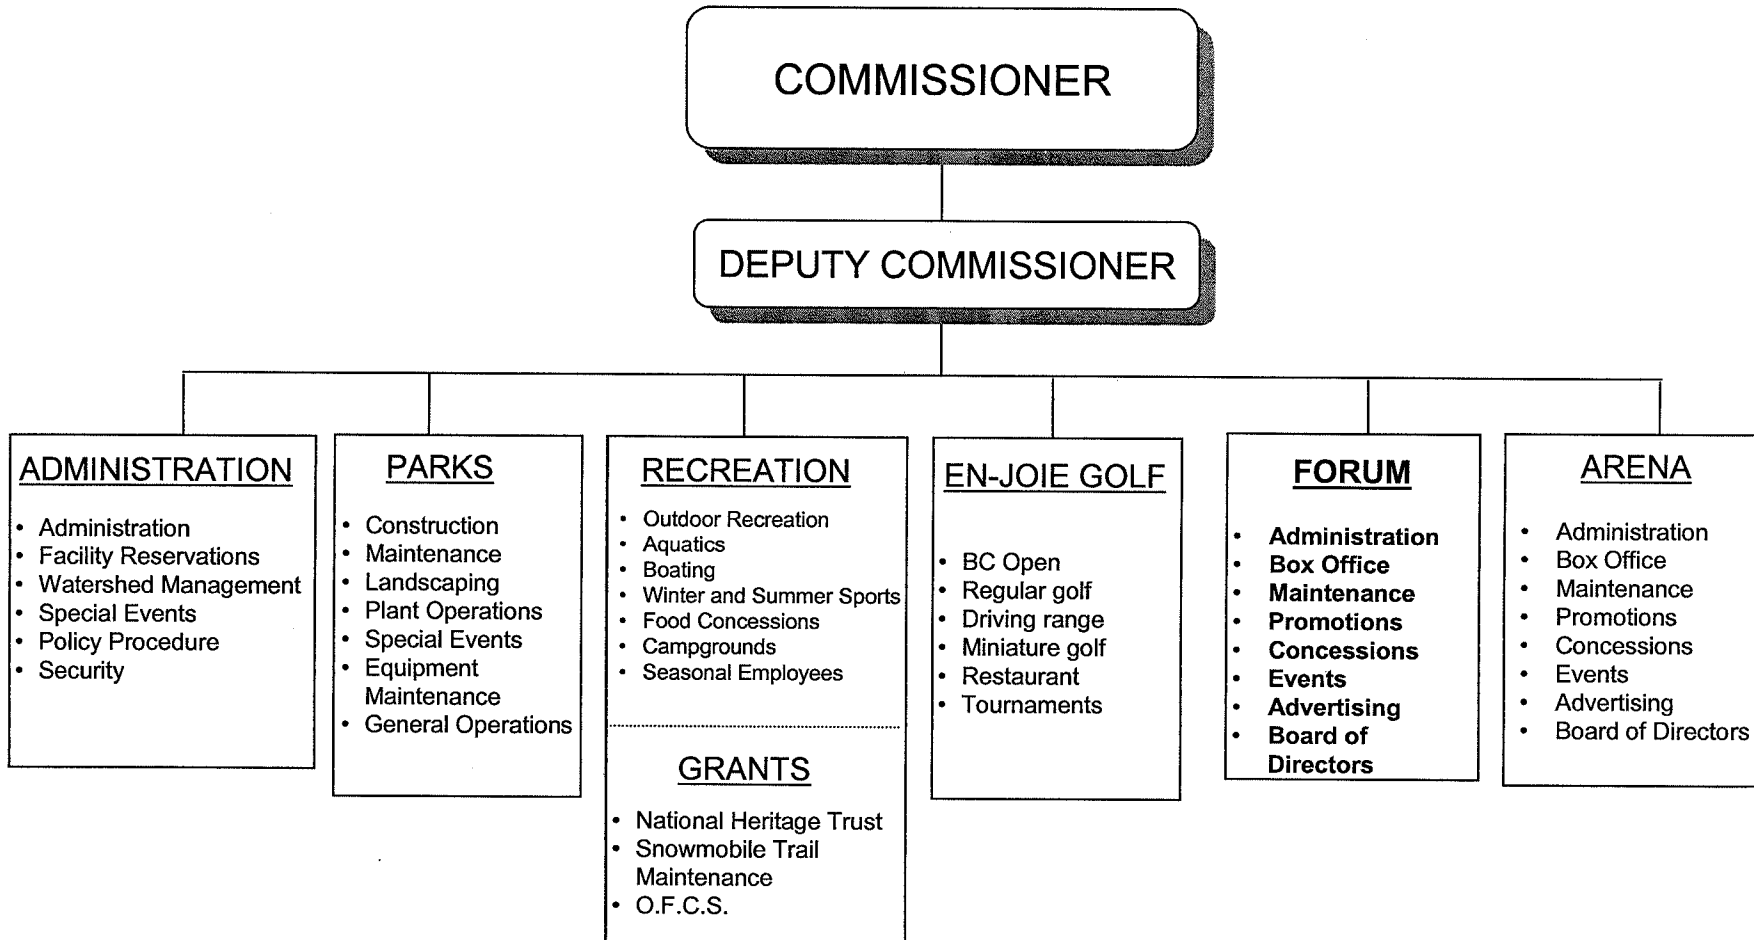 COMMISSIONER
DEPUTY COMMISSIONER
ADMINISTRATION
• Administration
• Facility Reservations
• Watershed Management
• Special Events
• Policy Procedure
• Security
PARKS
• Construction
• Maintenance
• Landscaping
• Plant Operations
• Special Events
• Equipment
Maintenance
• General Operations
RECREATION
• Outdoor Recreation
• Aquatics
• Boating
• Winter and Summer Sports
• Food Concessions
• Campgrounds
• Seasonal Employees
GRANTS
• National Heritage Trust
• Snowmobile Trail
Maintenance
• O.F.C.S.
EN-JOIE GOLF
• BC Open
• Regular golf
• Driving range
• Miniature golf
• Restaurant
• Tournaments
FORUM
• Administration
• Box Office
• Maintenance
• Promotions
• Concessions
• Events
• Advertising
• Board of
Directors
ARENA
• Administration
• Box Office
• Maintenance
• Promotions
• Concessions
• Events
• Advertising
• Board of Directors